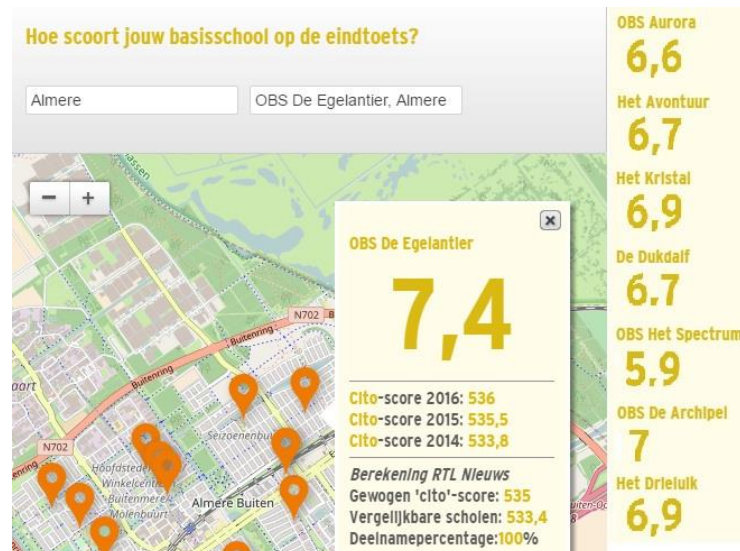 Hoe scoort jouw basisschool op de eindtoets?
Almere
OBS De Egelantier, Almere
OBS De Egelantier
7,4
Cito-score 2016: 536
Cito-score 2015: 535,5
Cito-score 2014: 533,8
Berekening RTL Nieuws
Gewogen 'cito'-score: 535
Vergelijkbare scholen: 533,4
Deelnamepercentage:100%
N702
Buitenring
Buitenring
N702
Seizoenenbu
Hoofdstede
Winkelcent
Buitenmere
Molenbuurt
Almere Buiten
OBS Aurora
6,6
Het Avontuur
6,7
Het Kristal
6,9
De Dukdalf
6.7
OBS Het Spectrum
5.9
OBS De Archipel
7
Het Drieluik
6,9